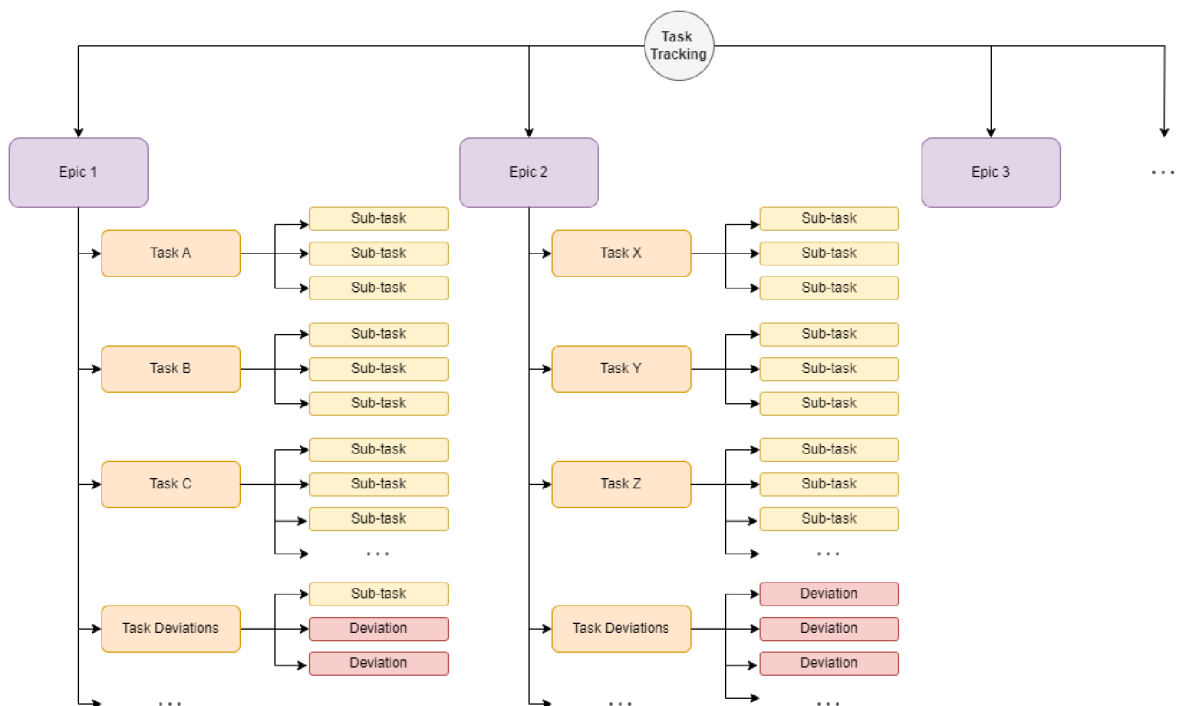 Task
Tracking
Epic 1
Epic 2
Epic 3
...
Sub-task
Task A
Sub-task
Sub-task
Sub-task
Task B
Sub-task
Sub-task
Sub-task
Task C
Sub-task
Sub-task
...
Sub-task
Task Deviations
Deviation
Deviation
...
Sub-task
Task X
Sub-task
Sub-task
Sub-task
Task Y
Sub-task
Sub-task
Sub-task
Task Z
Sub-task
Sub-task
...
Deviation
Task Deviations
Deviation
Deviation
...
...